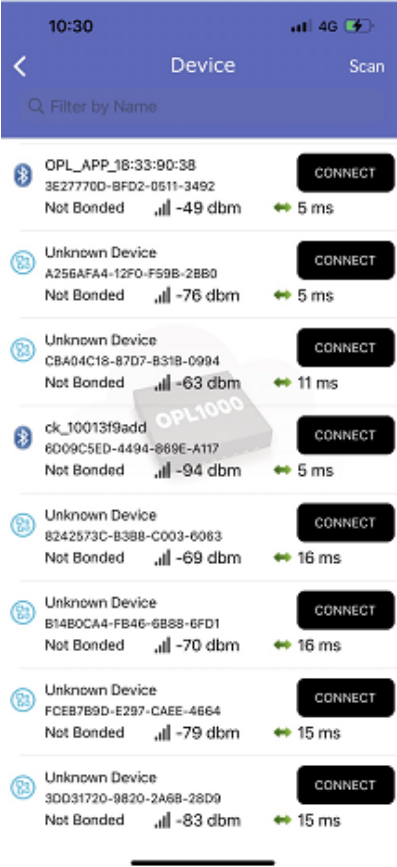 10:30
4G
Device
Scan
Filter by Name
OPL_APP_18:33:90:38
CONNECT
3E27770D-BFD2-0511-3492
Not Bonded -49 dbm 5 ms
Unknown Device
CONNECT
A256AFA4-12F0-F59B-2BB0
Not Bonded -76 dbm 5 ms
Unknown Device
CONNECT
CBA04C18-87D7-B31B-0994
Not Bonded -63 dbm 11 ms
OPL1000
ck_10013f9add
CONNECT
6D09C5ED-4494-869E-A117
Not Bonded -94 dbm 5 ms
Unknown Device
CONNECT
8242573C-B3B8-C003-6063
Not Bonded -69 dbm 16 ms
Unknown Device
CONNECT
B14B0CA4-FB46-6B88-6FD1
Not Bonded -70 dbm 16 ms
Unknown Device
CONNECT
FCEB7B9D-E297-CAEE-4664
Not Bonded -79 dbm 15 ms
Unknown Device
CONNECT
3DD31720-9820-2A6B-28D9
Not Bonded -83 dbm 15 ms